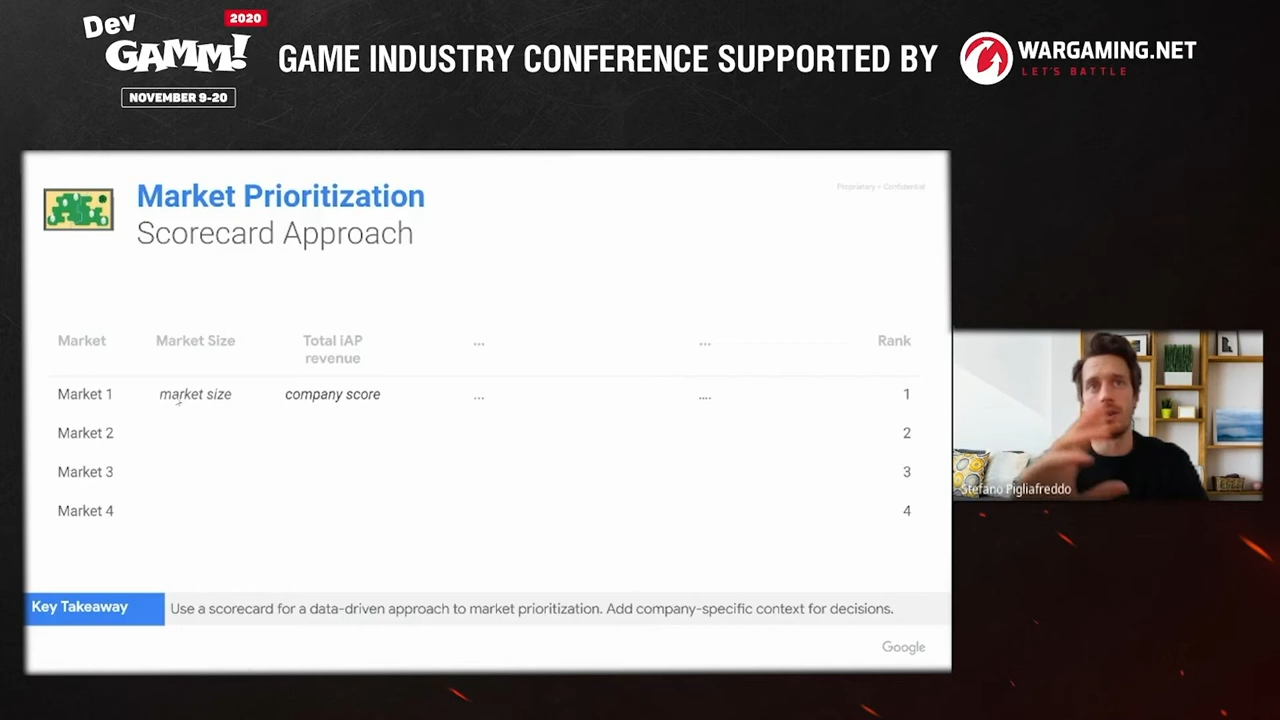 Dev
GAMM!
2020
NOVEMBER 9-20
GAME INDUSTRY CONFERENCE SUPPORTED BY
WARGAMING.NET
LET'S BATTLE
Market Prioritization
Scorecard Approach
Proprietary + Confidential
Market Market Size Total IAP revenue ... ... Rank
Market 1 market size company score ... .... 1
Market 2 2
Market 3 3
Market 4 4
Key Takeaway Use a scorecard for a data-driven approach to market prioritization. Add company-specific context for decisions.
Google
Stefano Pigliafreddo